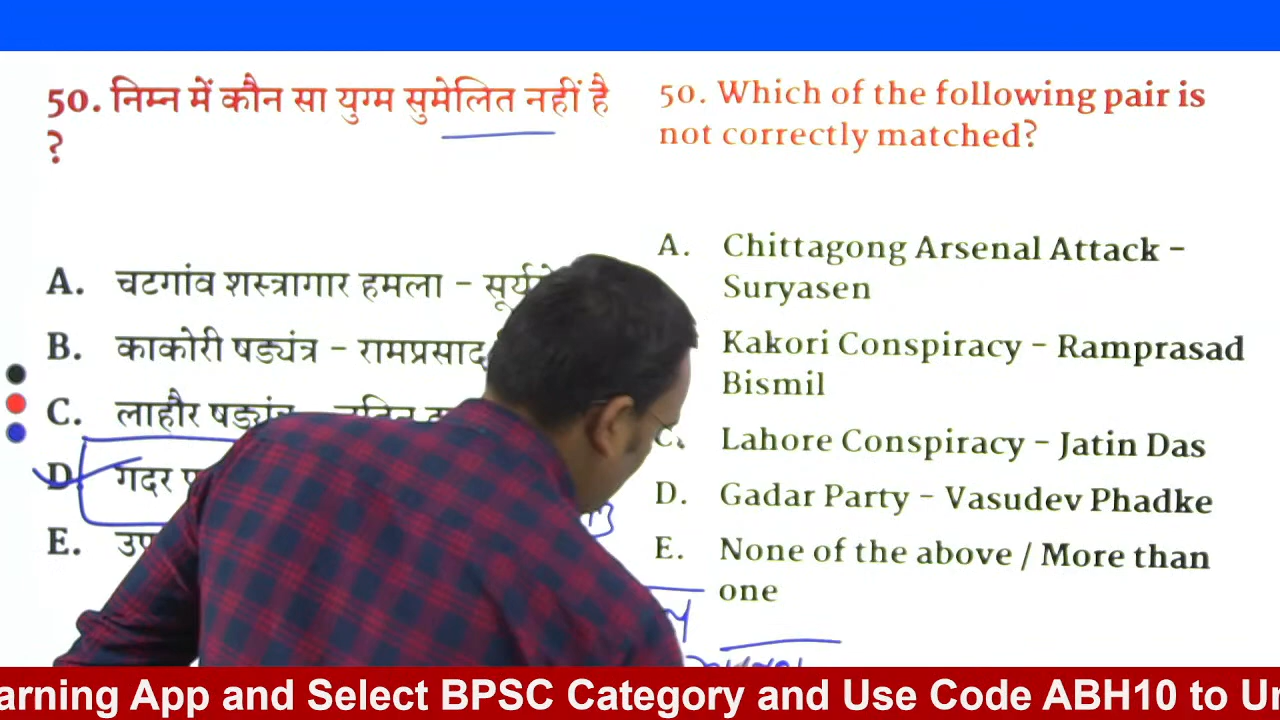 50. निम्न में कौन सा युग्म सुमेलित नहीं है
?
A. चटगांव शस्त्रागार हमला –
B. काकोरी षड्यंत्र – रामप्रसाद
C. लाहौर षड्यंत्र –
D. गदर
E.
50. Which of the following pair is
not correctly matched?
A. Chittagong Arsenal Attack –
Suryasen
Kakori Conspiracy – Ramprasad
Bismil
C. Lahore Conspiracy – Jatin Das
D. Gadar Party – Vasudev Phadke
E. None of the above / More than
one
arning App and Select BPSC Category and Use Code ABH10 to Un